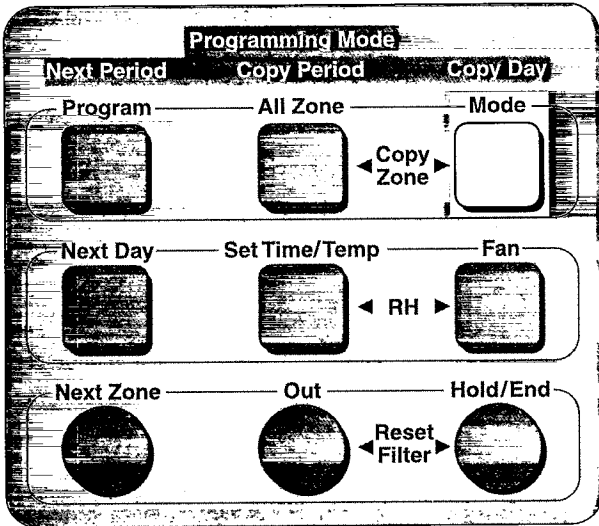 Programming Mode
Next Period Copy Period Copy Day
Program All Zone Mode
Copy
Zone
Next Day Set Time/Temp Fan
RH
Next Zone Out Hold/End
Reset
Filter